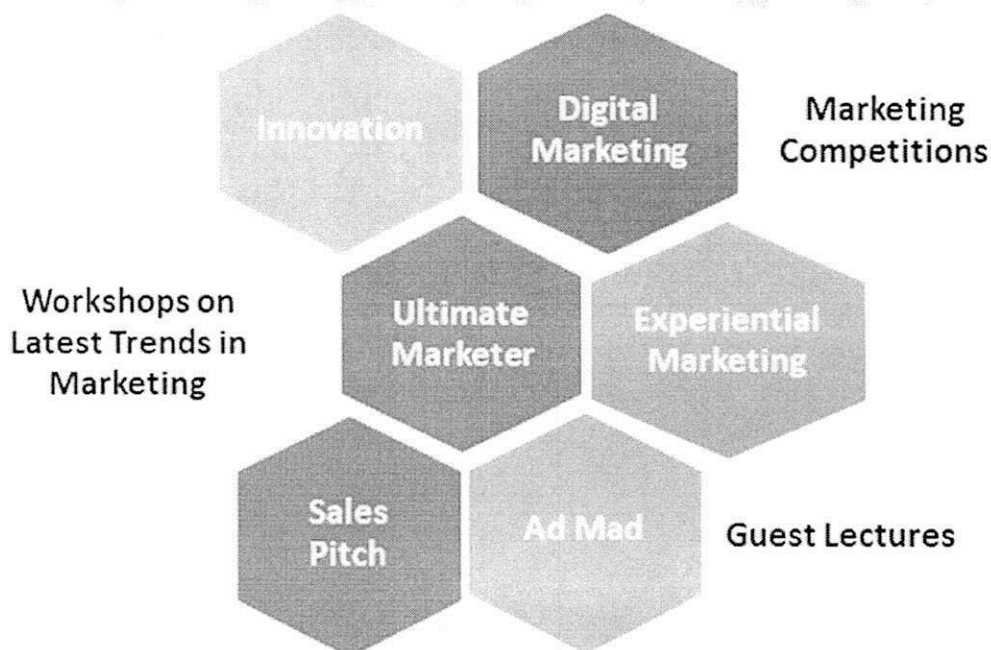 Innovation
Digital
Marketing
Marketing
Competitions
Workshops on
Latest Trends in
Marketing
Ultimate
Marketer
Experiential
Marketing
Sales
Pitch
Ad Mad
Guest Lectures